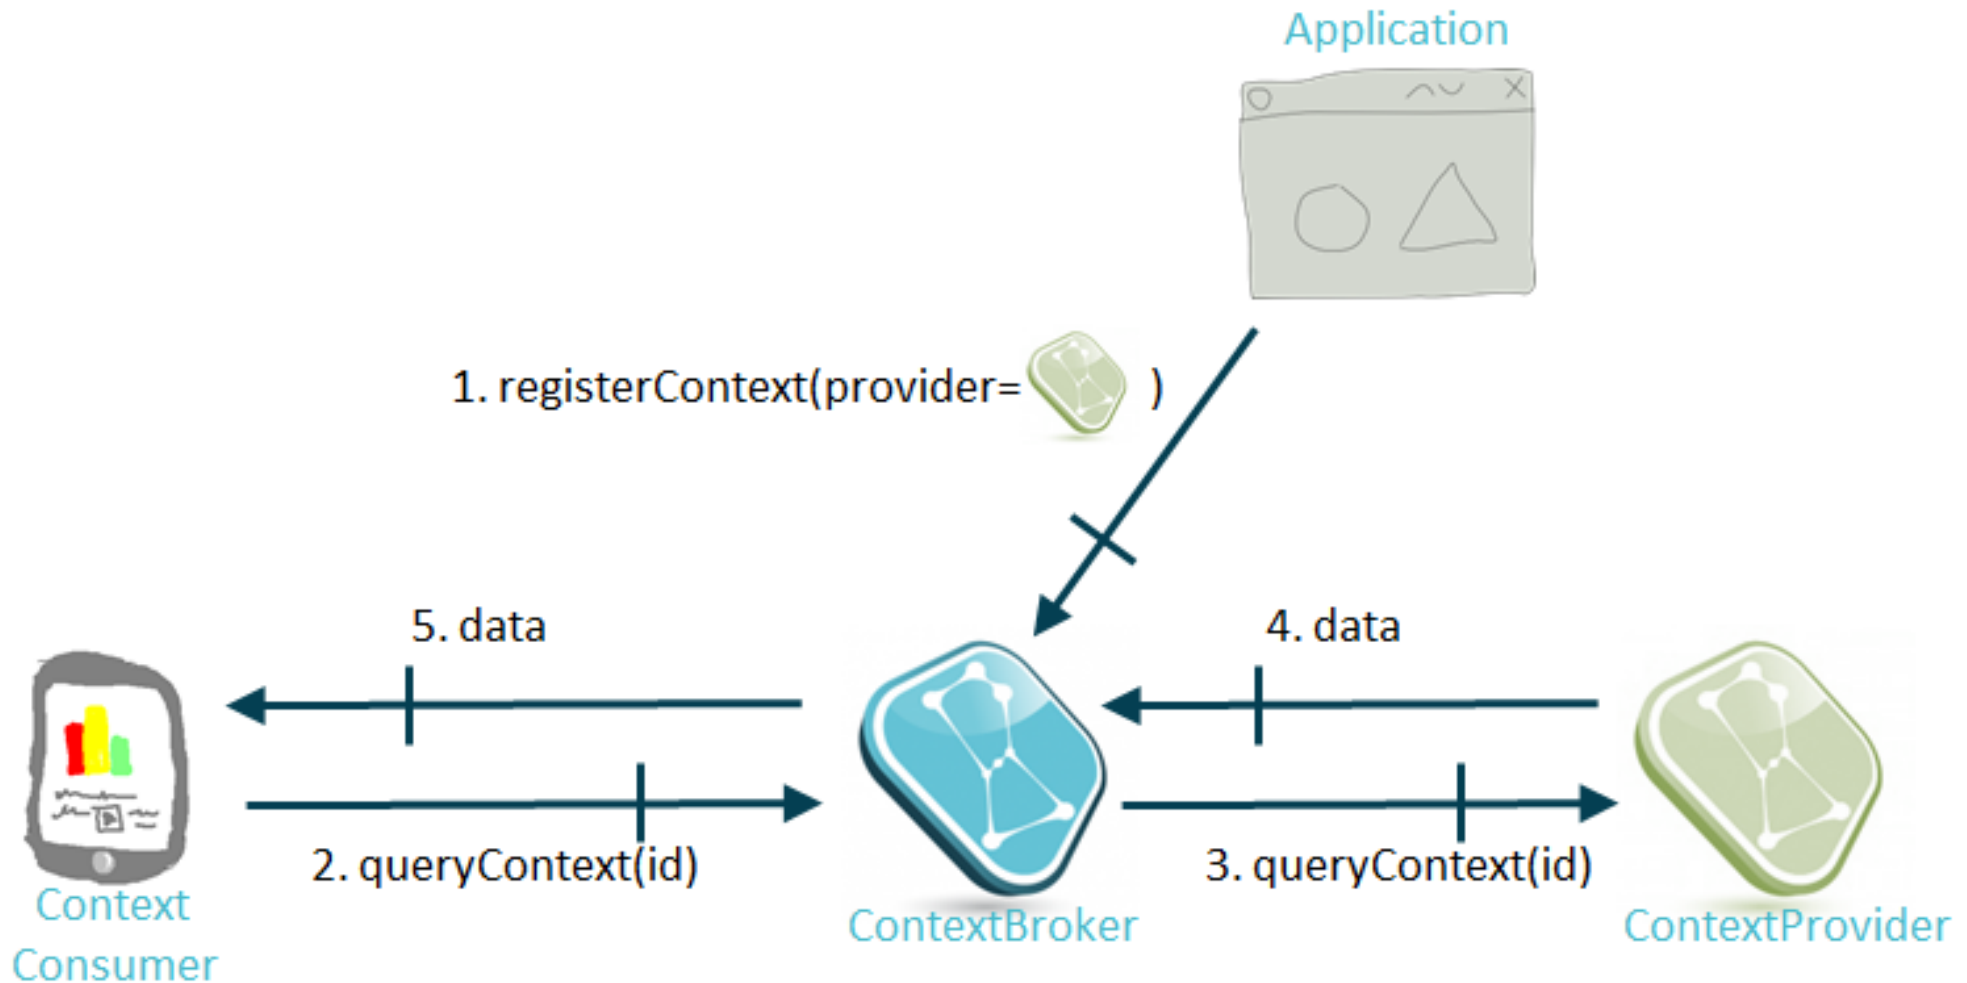 Application
1. registerContext(provider= )
5. data
4. data
2. queryContext(id)
3. queryContext(id)
Context
Consumer
ContextBroker
ContextProvider